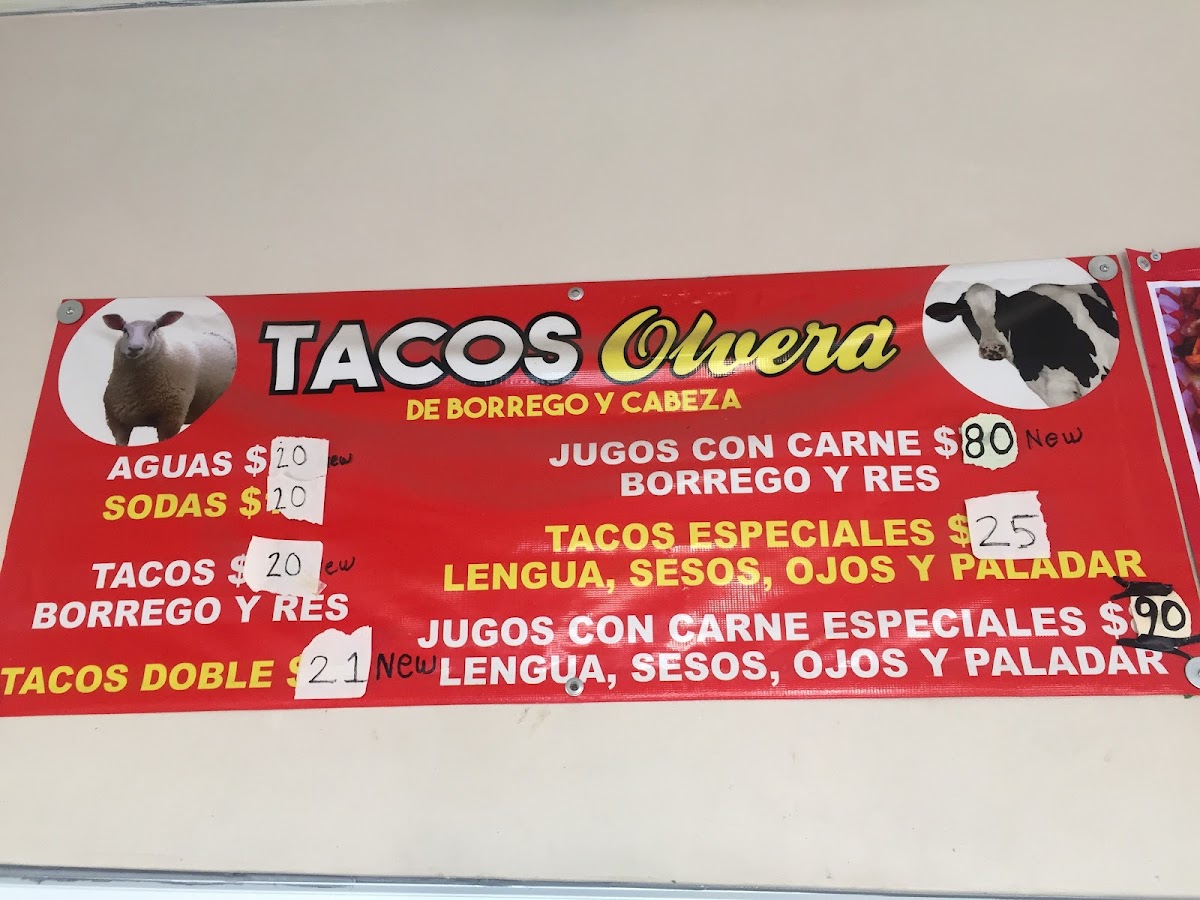 TACOS Olvera
DE BORREGO Y CABEZA
AGUAS $20 New
SODAS $20
TACOS $20 New
BORREGO Y RES
TACOS DOBLE $21 New
JUGOS CON CARNE $80 New
BORREGO Y RES
TACOS ESPECIALES $25
LENGUA, SESOS, OJOS Y PALADAR
JUGOS CON CARNE ESPECIALES $90
LENGUA, SESOS, OJOS Y PALADAR